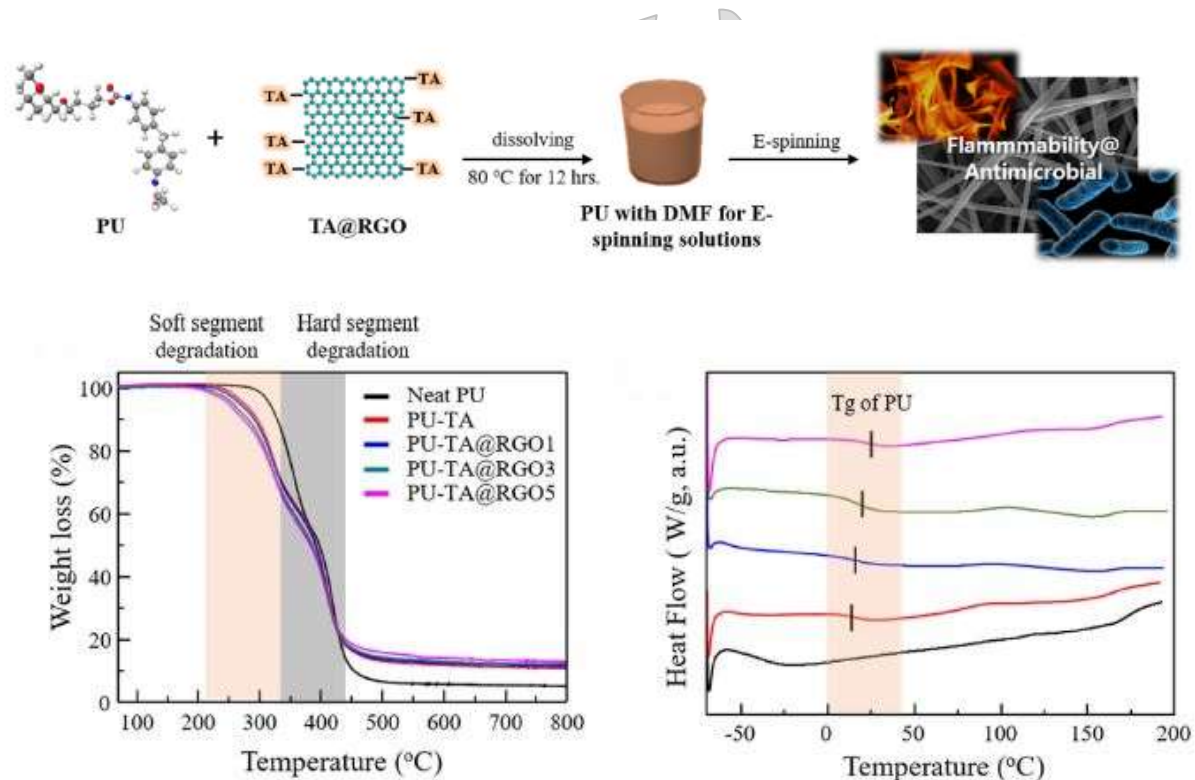 TA
TA
TA
TA
TA
TA
+
dissolving
80 °C for 12 hrs.
E-spinning
Flammmability@
Antimicrobial
PU
TA@RGO
PU with DMF for E-
spinning solutions
Soft segment
degradation
Hard segment
degradation
100
80
60
40
20
0
Weight loss (%)
Neat PU
PU-TA
PU-TA@RGO1
PU-TA@RGO3
PU-TA@RGO5
100
200
300
400
500
600
700
800
Temperature (°C)
Tg of PU
Heat Flow ( W/g, a.u.)
-50
0
50
100
150
200
Temperature (°C)